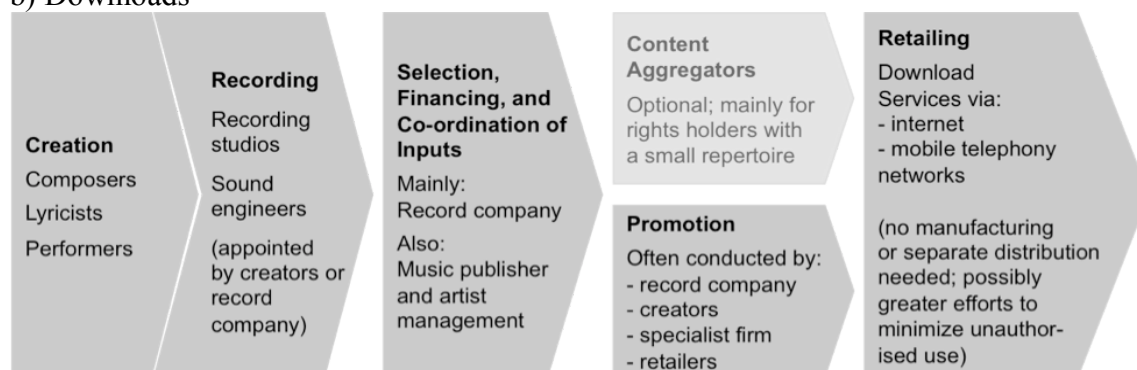 b) Downloads
Creation
Composers
Lyricists
Performers
Recording
Recording
studios
Sound
engineers
(appointed
by creators or
record
company)
Selection,
Financing, and
Co-ordination of
Inputs
Mainly:
Record company
Also:
Music publisher
and artist
management
Content
Aggregators
Optional; mainly for
rights holders with
a small repertoire
Promotion
Often conducted by:
- record company
- creators
- specialist firm
- retailers
Retailing
Download
Services via:
- internet
- mobile telephony
networks
(no manufacturing
or separate distribution
needed; possibly
greater efforts to
minimize unauthor-
ised use)